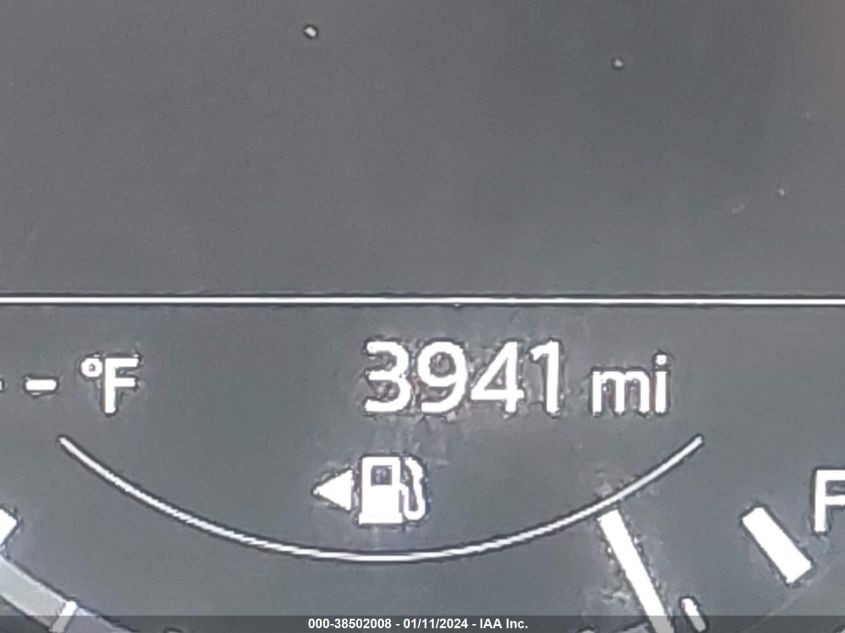 -- °F 3941 mi
F
000-38502008 - 01/11/2024 - IAA Inc.